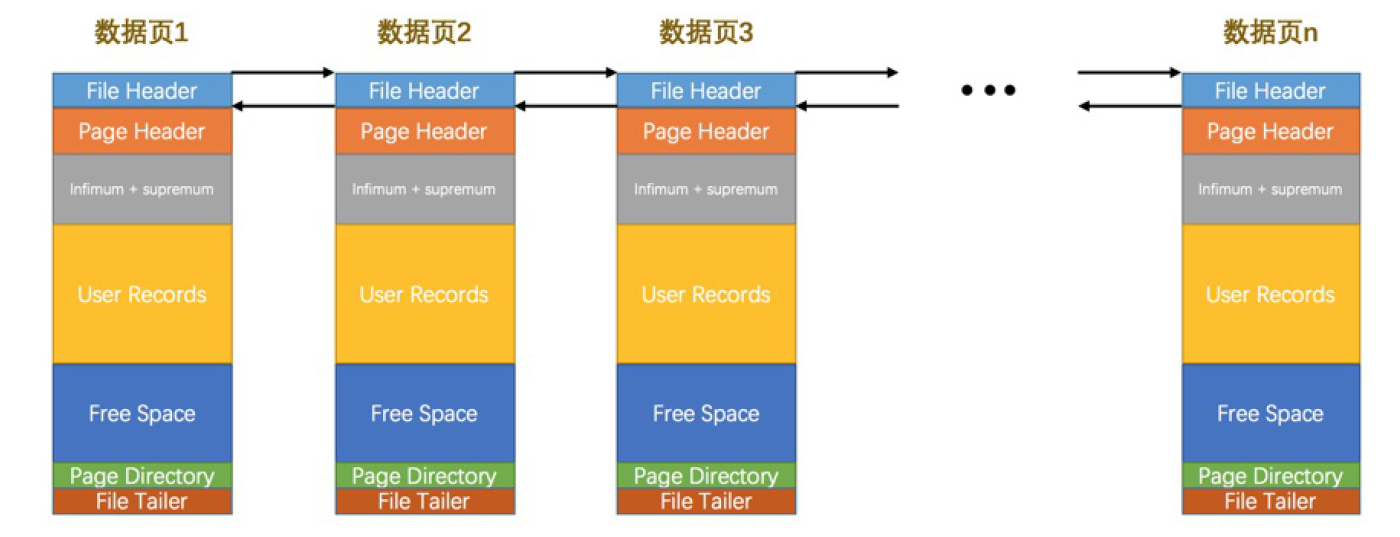 数据页1
数据页2
数据页3
数据页n
File Header
File Header
File Header
File Header
Page Header
Page Header
Page Header
Page Header
Infimum + supremum
Infimum + supremum
Infimum + supremum
Infimum + supremum
User Records
User Records
User Records
User Records
Free Space
Free Space
Free Space
Free Space
Page Directory
Page Directory
Page Directory
Page Directory
File Tailer
File Tailer
File Tailer
File Tailer